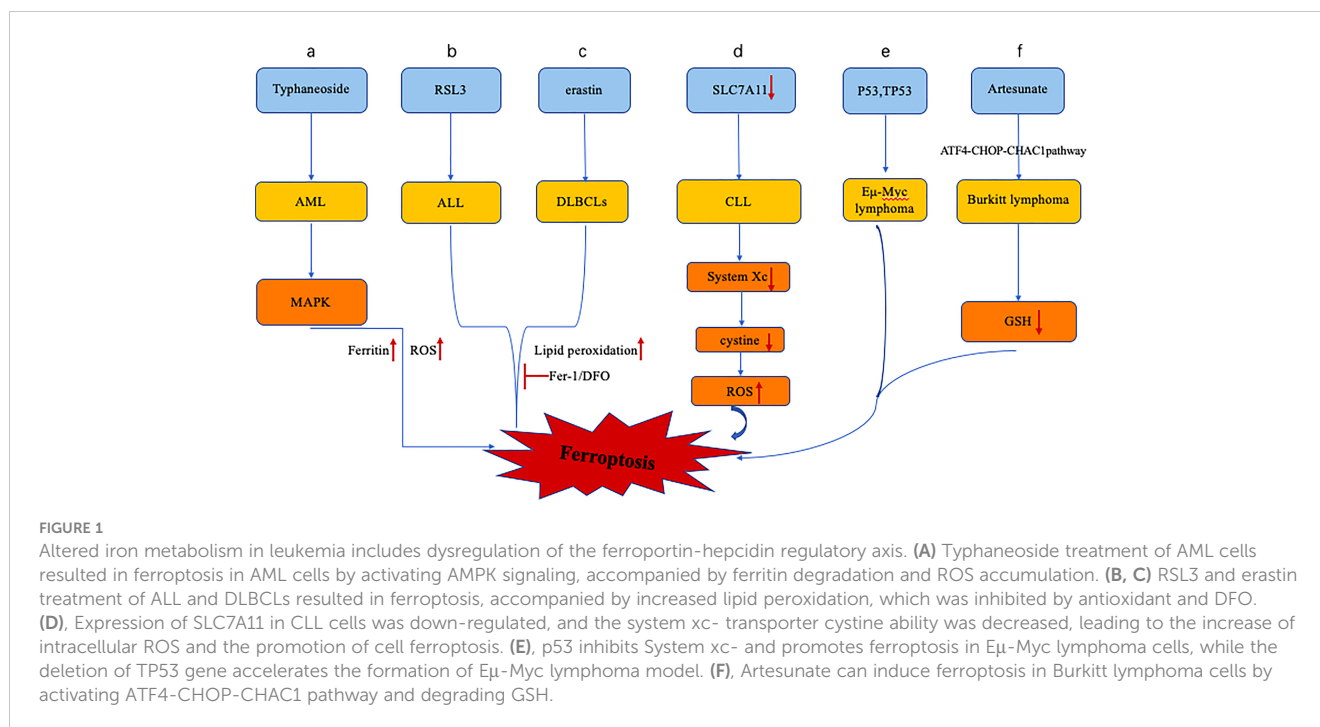 a b c d e f
Typhaneoside RSL3 erastin SLC7A11 P53,TP53 Artesunate
ATF4-CHOP-CHAC1pathway
AML ALL DLBCLs CLL Eμ-Myc lymphoma Burkitt lymphoma
System Xc
MAPK
GSH
Ferritin ROS Lipid peroxidation cystine
Fer-1/DFO
ROS
Ferroptosis
FIGURE 1
Altered iron metabolism in leukemia includes dysregulation of the ferroportin-hepcidin regulatory axis. (A) Typhaneoside treatment of AML cells
resulted in ferroptosis in AML cells by activating AMPK signaling, accompanied by ferritin degradation and ROS accumulation. (B, C) RSL3 and erastin
treatment of ALL and DLBCLs resulted in ferroptosis, accompanied by increased lipid peroxidation, which was inhibited by antioxidant and DFO.
(D), Expression of SLC7A11 in CLL cells was down-regulated, and the system xc- transporter cystine ability was decreased, leading to the increase of
intracellular ROS and the promotion of cell ferroptosis. (E), p53 inhibits System xc- and promotes ferroptosis in Eμ-Myc lymphoma cells, while the
deletion of TP53 gene accelerates the formation of Eμ-Myc lymphoma model. (F), Artesunate can induce ferroptosis in Burkitt lymphoma cells by
activating ATF4-CHOP-CHAC1 pathway and degrading GSH.